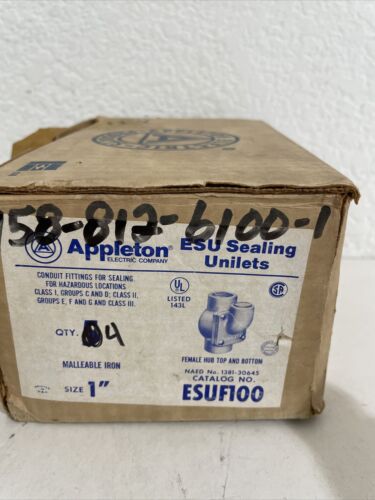 58-812-6100-1
Appleton®
ELECTRIC COMPANY
ESU Sealing
Unilets
CONDUIT FITTINGS FOR SEALING
FOR HAZARDOUS LOCATIONS
CLASS I, GROUPS C AND D; CLASS II,
GROUPS E, F AND G AND CLASS III.
UL
LISTED
143L
SA
QTY. 4
MALLEABLE IRON
SIZE 1"
FEMALE HUB TOP AND BOTTOM
NAED No. 1381-30645
CATALOG NO.
ESUF100